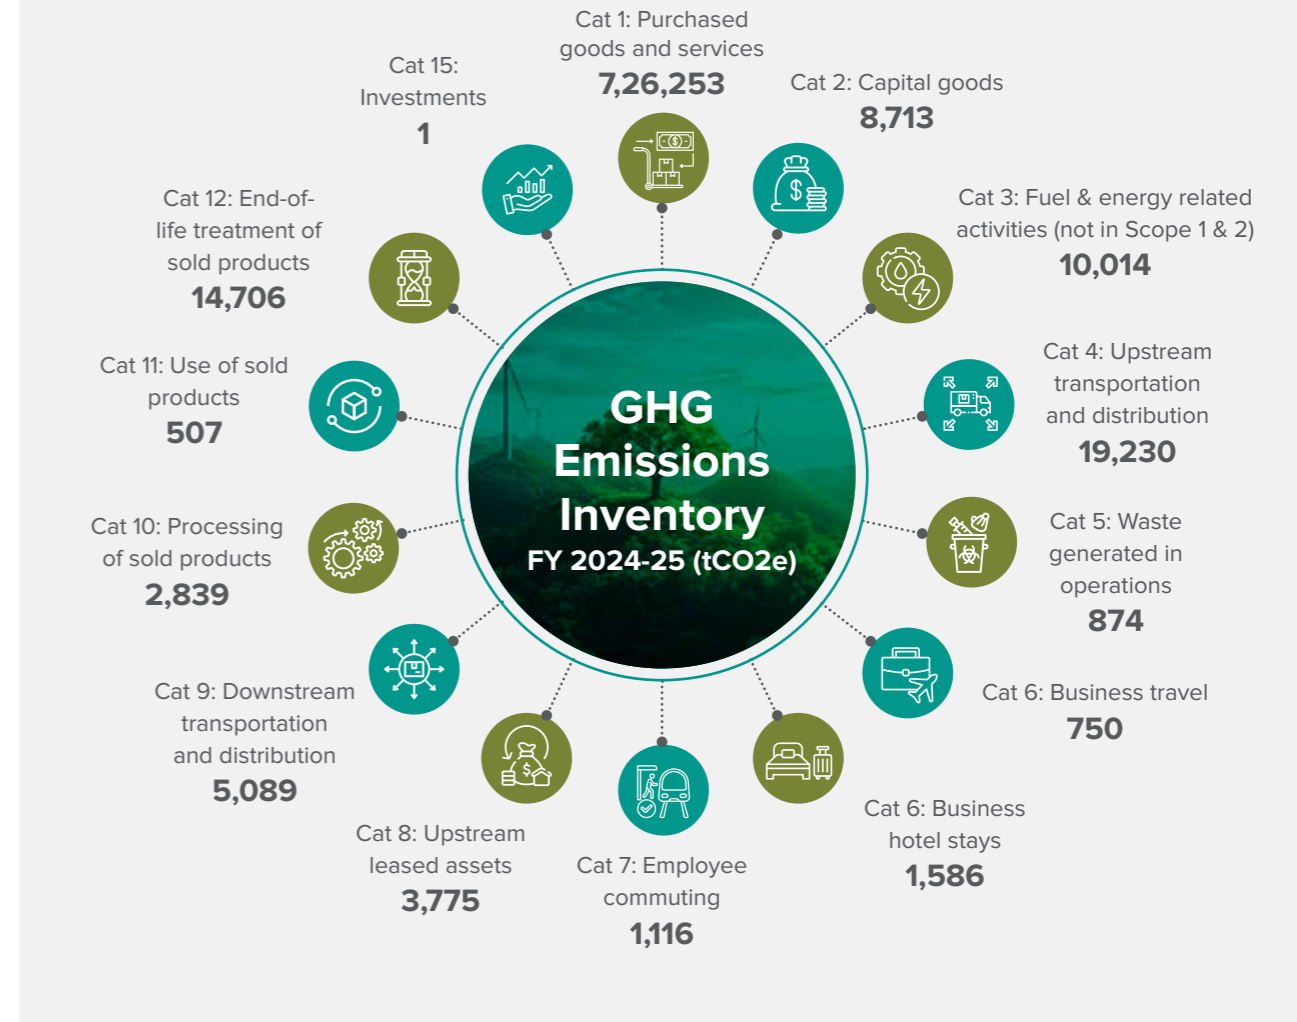 Cat 1: Purchased
goods and services
7,26,253
Cat 2: Capital goods
8,713
Cat 3: Fuel & energy related
activities (not in Scope 1 & 2)
10,014
Cat 4: Upstream
transportation
and distribution
19,230
Cat 5: Waste
generated in
operations
874
Cat 6: Business travel
750
Cat 6: Business
hotel stays
1,586
Cat 7: Employee
commuting
1,116
Cat 8: Upstream
leased assets
3,775
Cat 9: Downstream
transportation
and distribution
5,089
Cat 10: Processing
of sold products
2,839
Cat 11: Use of sold
products
507
Cat 12: End-of-
life treatment of
sold products
14,706
Cat 15:
Investments
1
GHG
Emissions
Inventory
FY 2024-25 (tCO2e)